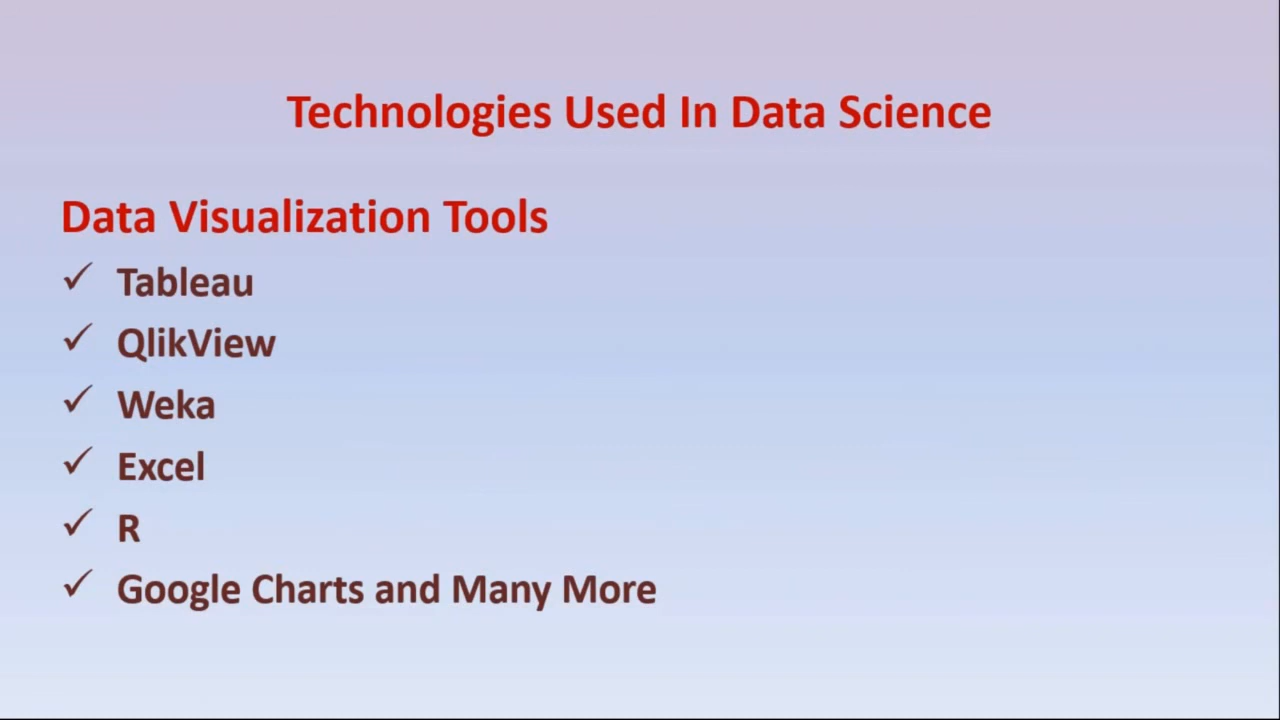 Technologies Used In Data Science
Data Visualization Tools
✓ Tableau
✓ QlikView
✓ Weka
✓ Excel
✓ R
✓ Google Charts and Many More